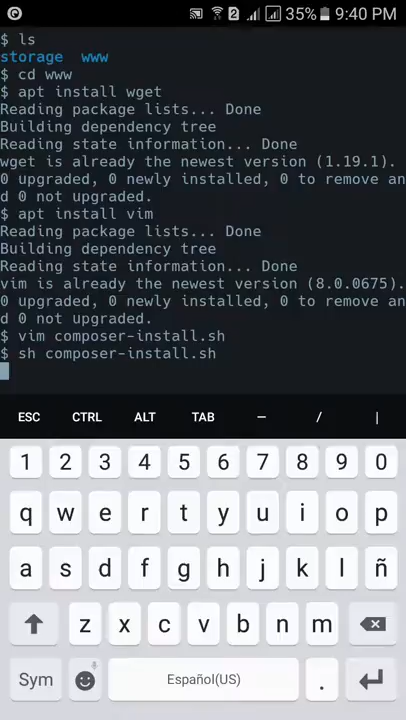 2 35% 9:40 PM
$ ls
storage  www
$ cd www
$ apt install wget
Reading package lists... Done
Building dependency tree
Reading state information... Done
wget is already the newest version (1.19.1).
0 upgraded, 0 newly installed, 0 to remove an
d 0 not upgraded.
$ apt install vim
Reading package lists... Done
Building dependency tree
Reading state information... Done
vim is already the newest version (8.0.0675).
0 upgraded, 0 newly installed, 0 to remove an
d 0 not upgraded.
$ vim composer-install.sh
$ sh composer-install.sh
ESC CTRL ALT TAB — / |
1 2 3 4 5 6 7 8 9 0
q w e r t y u i o p
a s d f g h j k l ñ
z x c v b n m
Sym Español(US) .